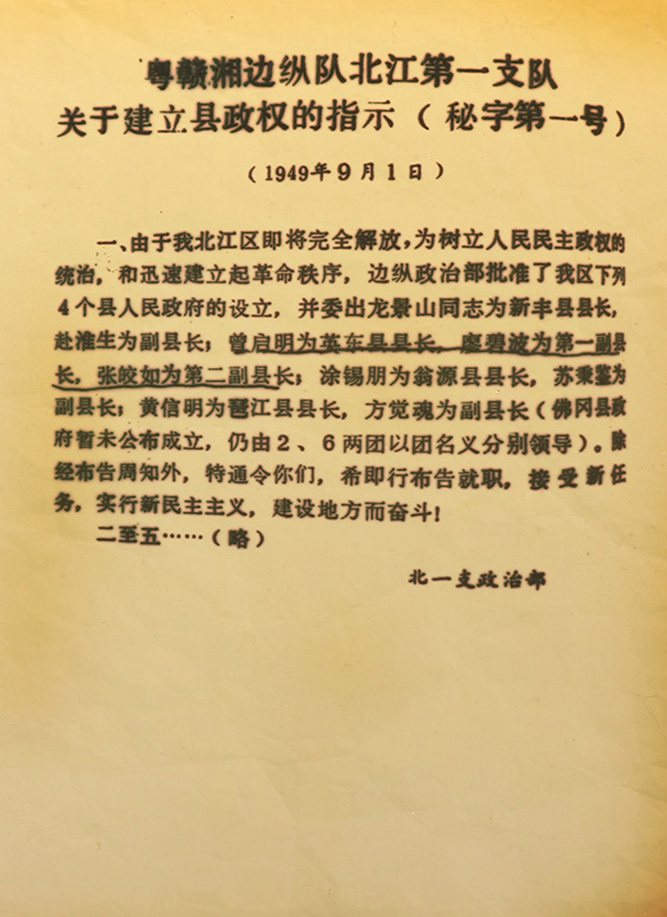 粤赣湘边纵队北江第一支队
关于建立县政权的指示（秘字第一号）
（1949年9月1日）
一、由于我北江区即将完全解放，为树立人民民主政权的
统治，和迅速建立起革命秩序，边纵政治部批准了我区下列
4个县人民政府的设立，并委出龙景山同志为新丰县县长，
赴准生为副县长；曾启明为英东县县长，廖碧波为第一副县
长，张皎如为第二副县长；涂锡朋为翁源县县长，苏秉鉴为
副县长；黄信明为琶江县县长，方觉魂为副县长（佛冈县政
府暂未公布成立，仍由2、6两团以团名义分别领导）。除
经布告周知外，特通令你们，希即行布告就职，接受新任
务，实行新民主主义，建设地方而奋斗！
二至五……（略）
北一支政治部